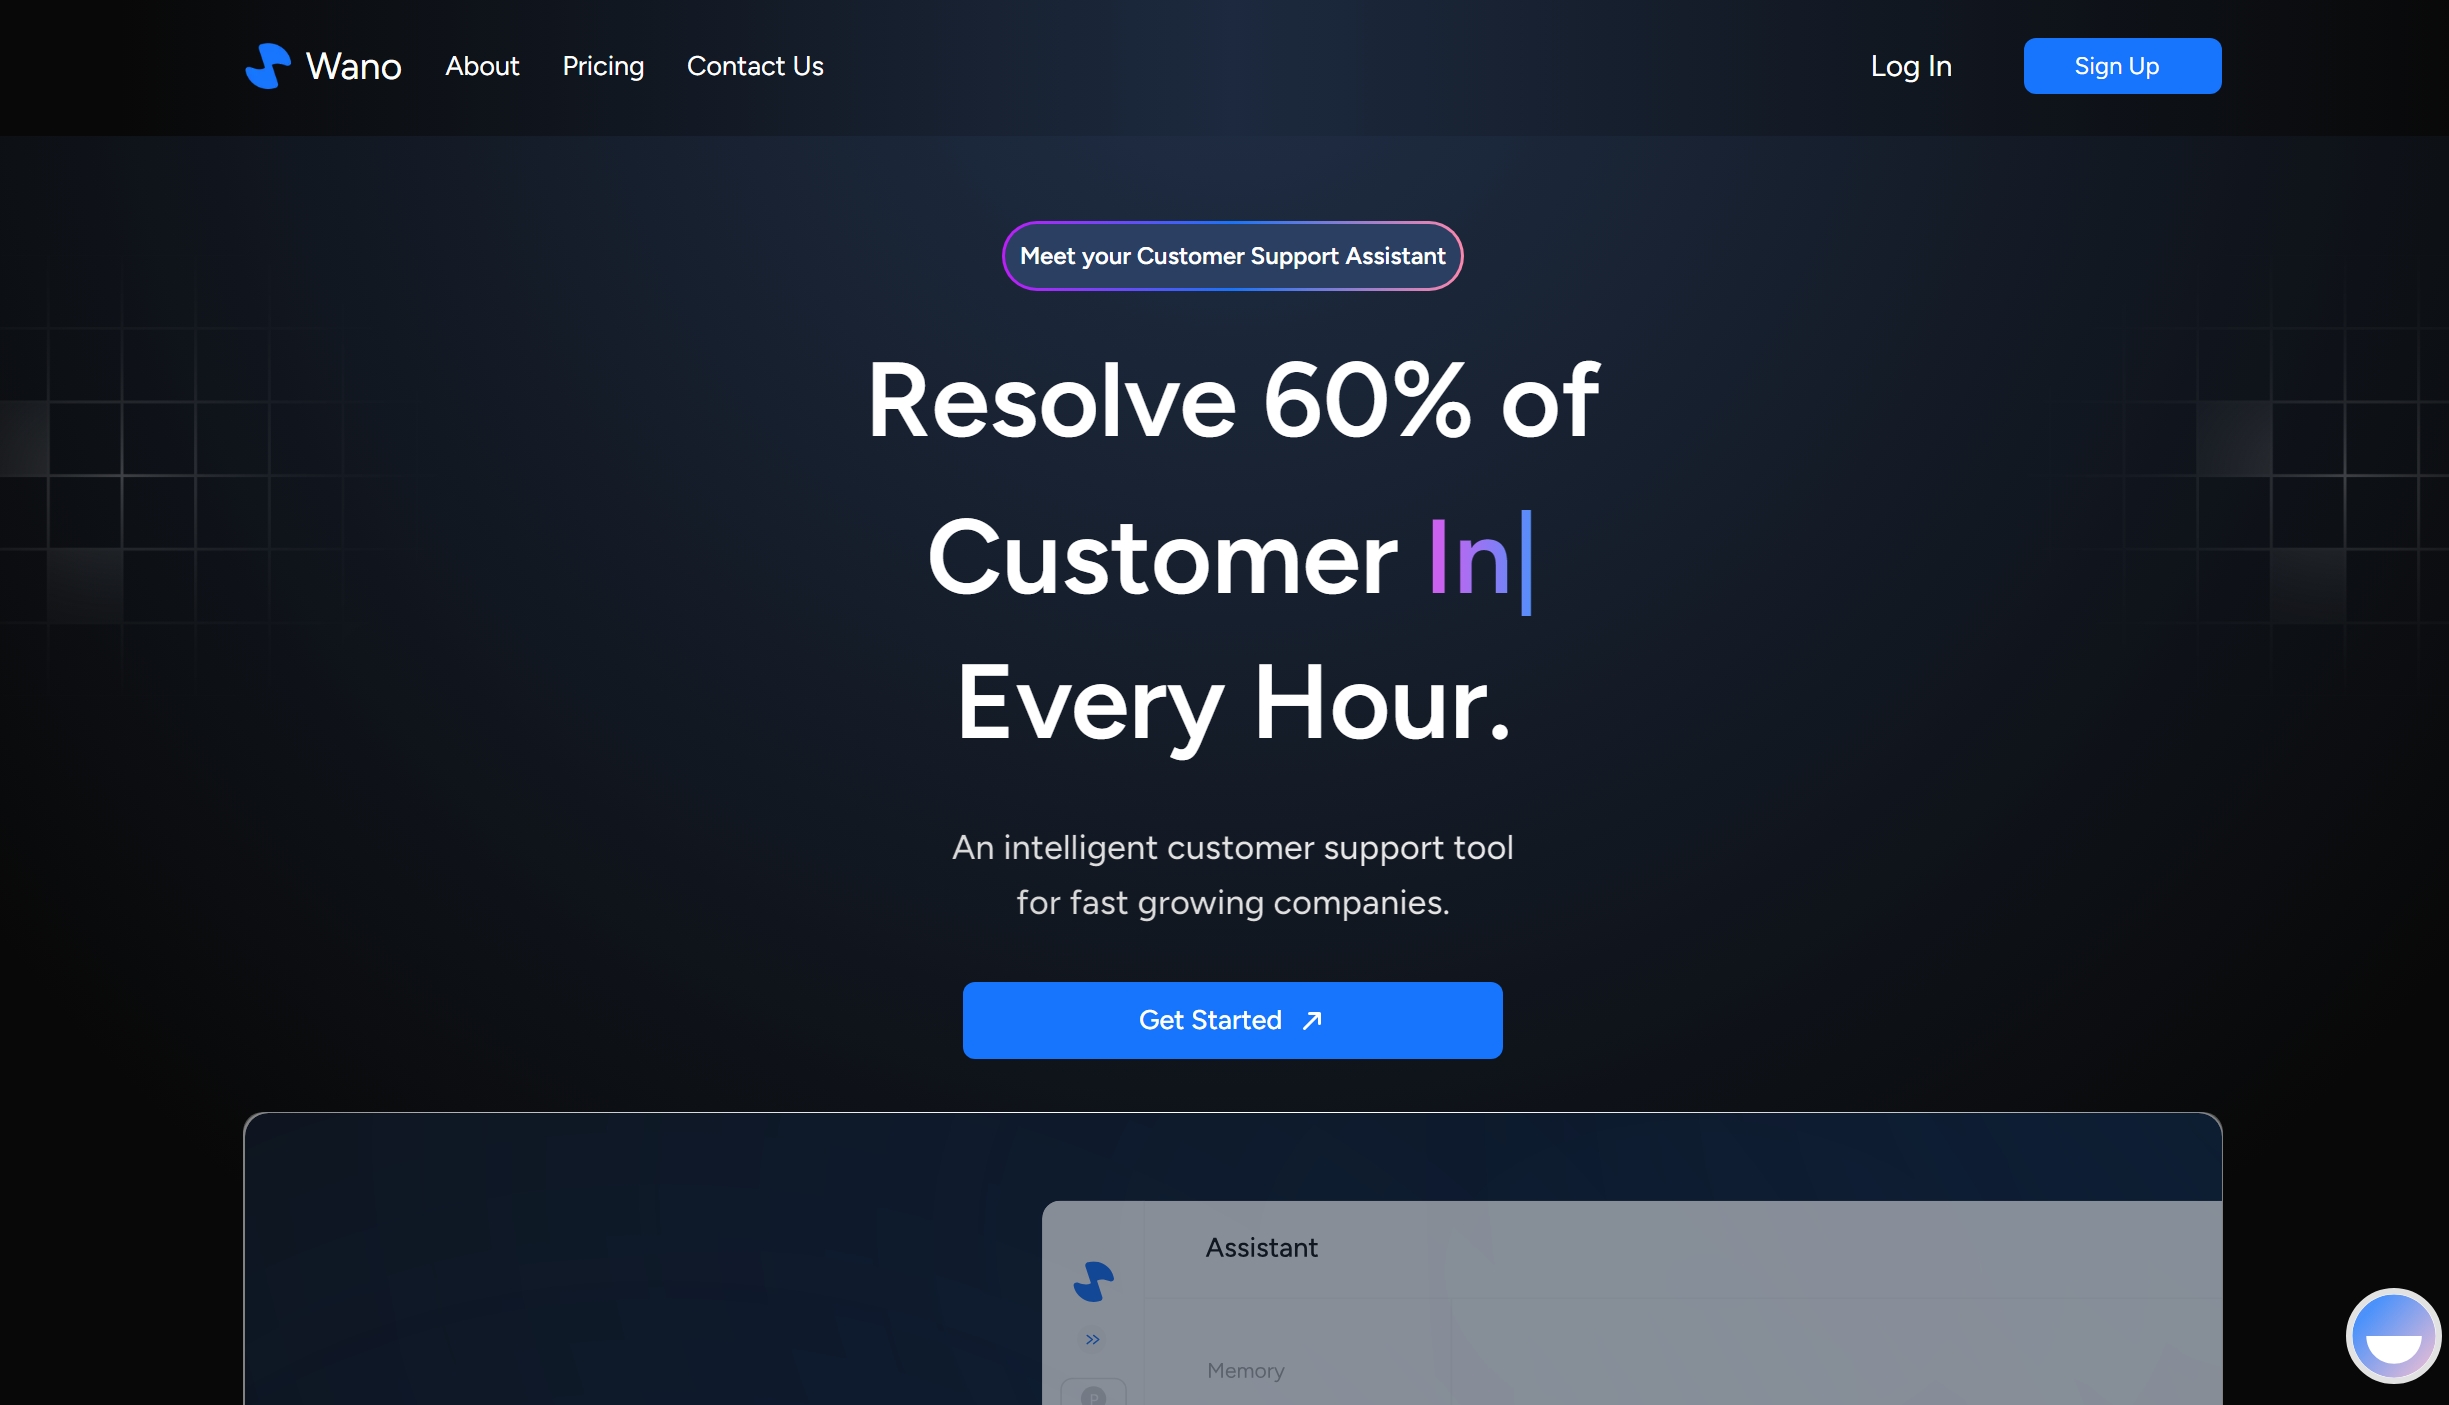 Wano
About
Pricing
Contact Us
Log In
Sign Up
Meet your Customer Support Assistant
Resolve 60% of
Customer In|
Every Hour.
An intelligent customer support tool
for fast growing companies.
Get Started
Assistant
Memory
P